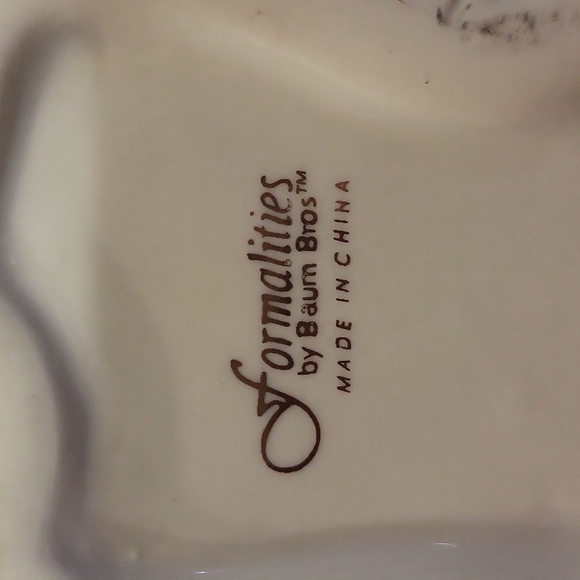 Formalities
by Baum Bros™
MADE IN CHINA